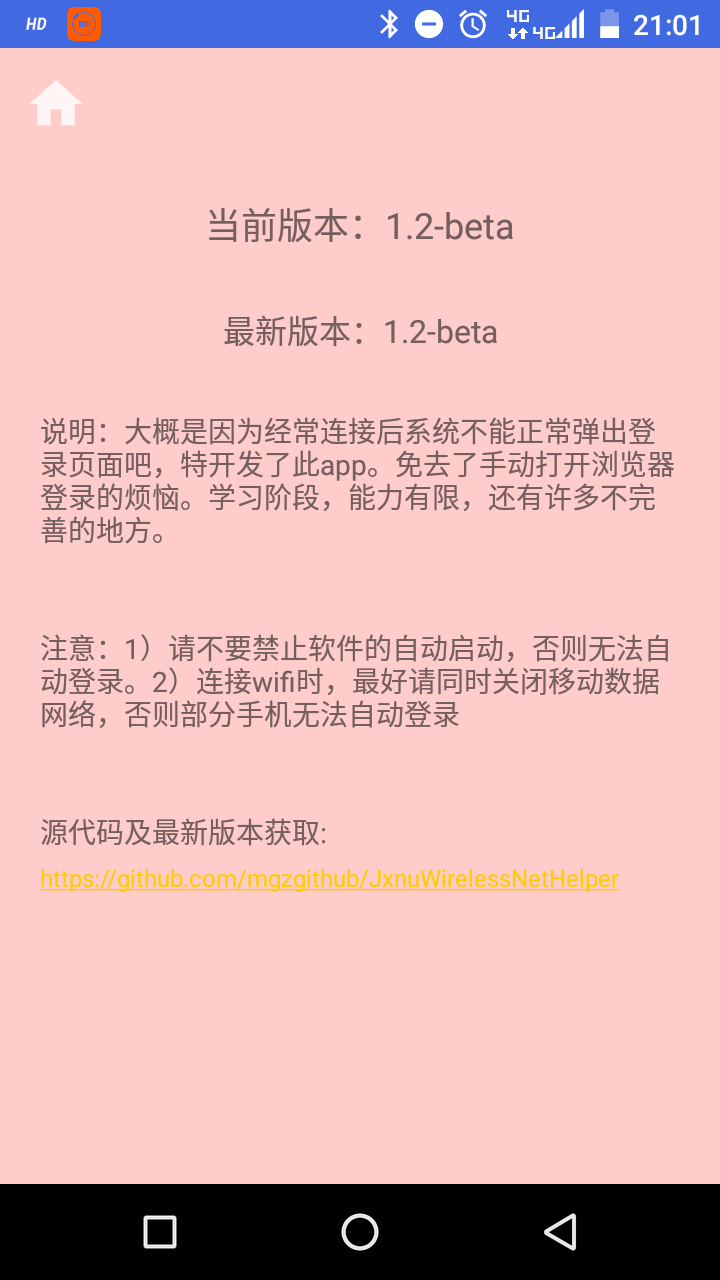 HD
4G
4G
21:01
当前版本：1.2-beta
最新版本：1.2-beta
说明：大概是因为经常连接后系统不能正常弹出登
录页面吧，特开发了此app。免去了手动打开浏览器
登录的烦恼。学习阶段，能力有限，还有许多不完
善的地方。
注意：1）请不要禁止软件的自动启动，否则无法自
动登录。2）连接wifi时，最好请同时关闭移动数据
网络，否则部分手机无法自动登录
源代码及最新版本获取:
https://github.com/mgzgithub/JxnuWirelessNetHelper